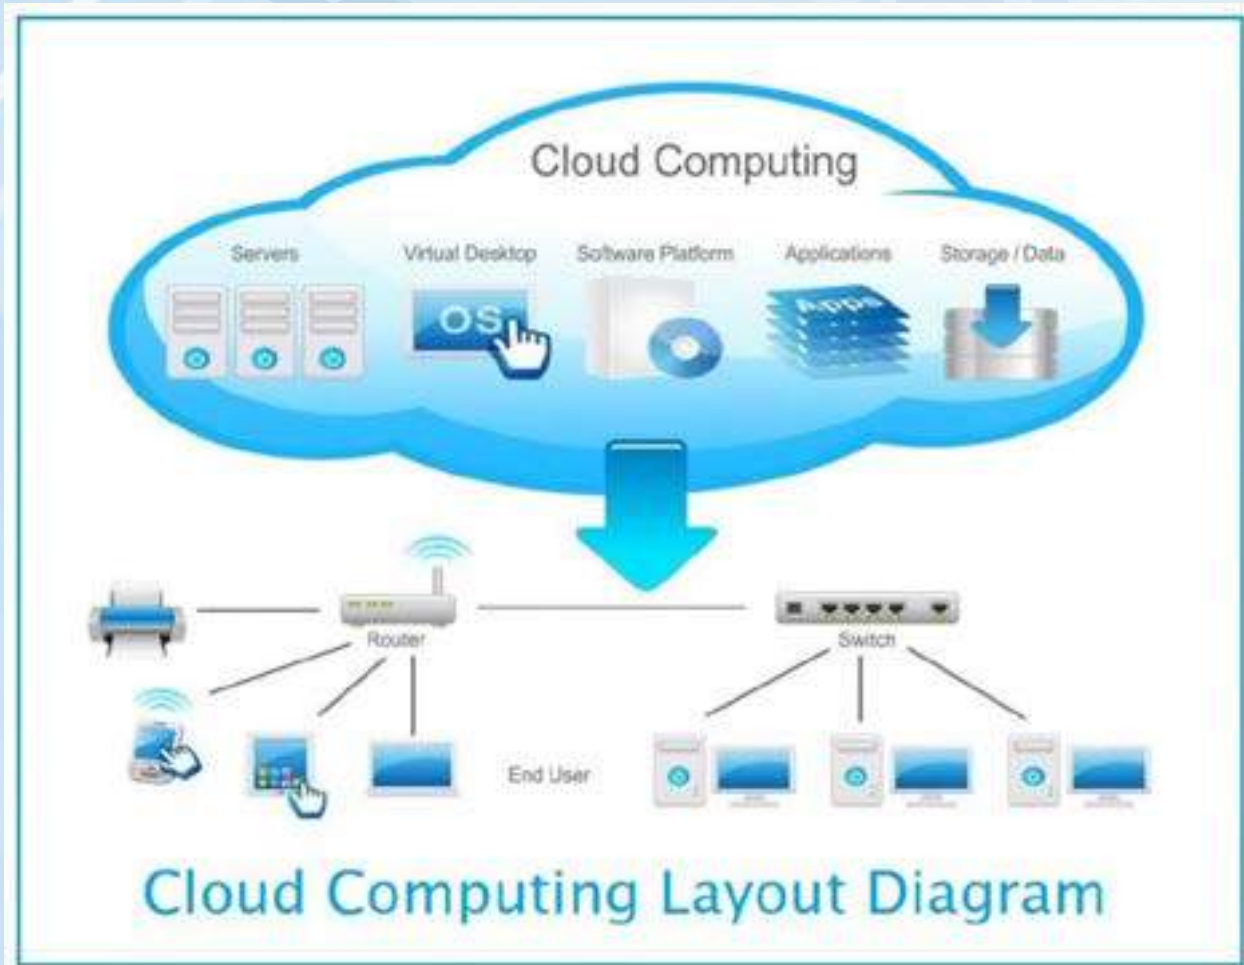 Cloud Computing
Servers
Virtual Desktop
Software Platform
Applications
Storage / Data
OS
Apps
Router
Switch
End User
Cloud Computing Layout Diagram